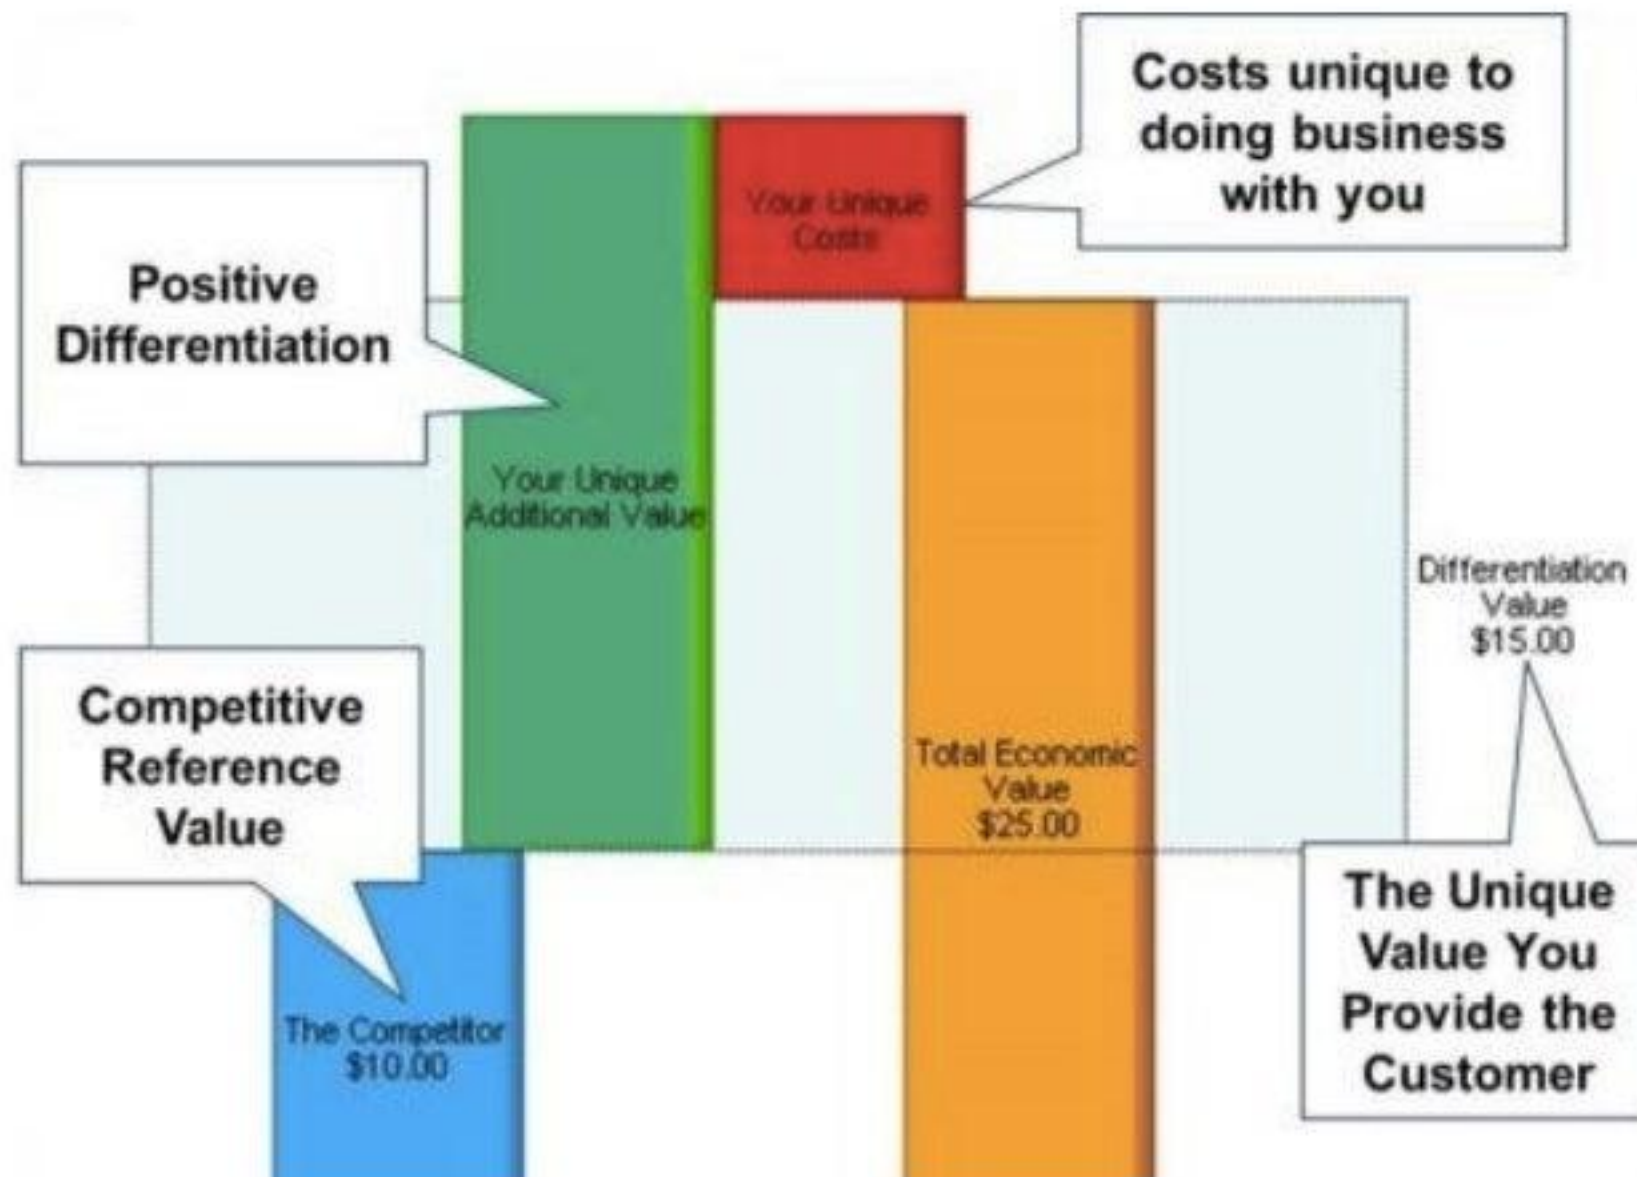 Costs unique to
doing business
with you
Your Unique
Costs
Positive
Differentiation
Your Unique
Additional Value
Differentiation
Value
$15.00
Competitive
Reference
Value
Total Economic
Value
$25.00
The Unique
Value You
Provide the
Customer
The Competitor
$10.00